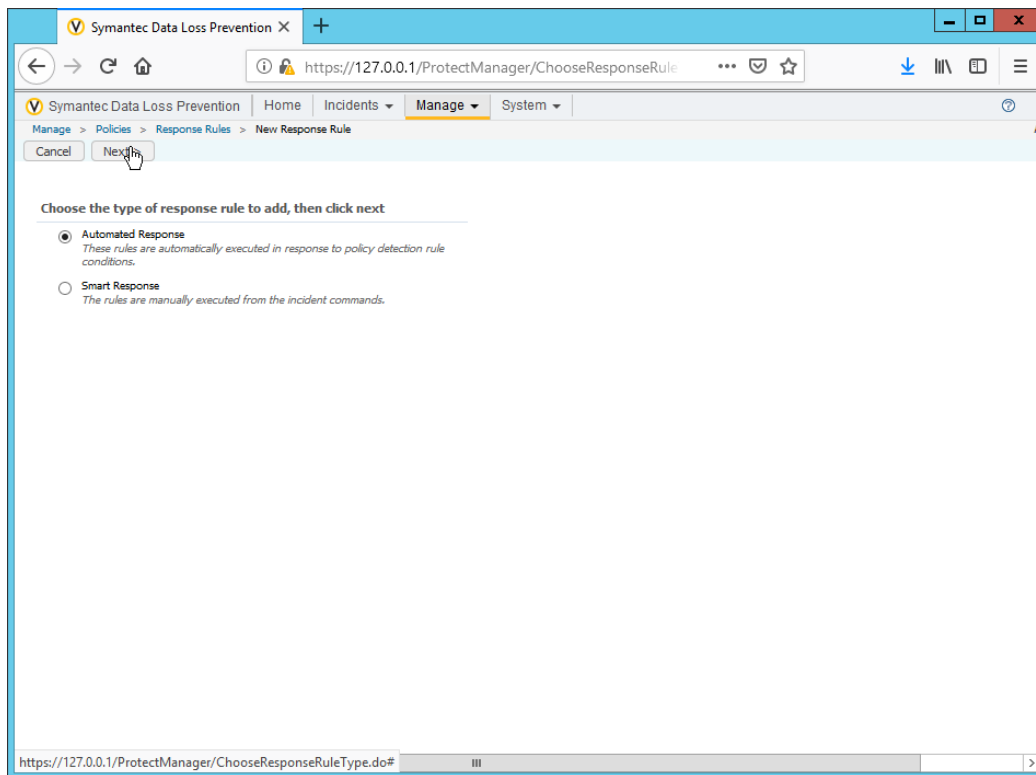 Symantec Data Loss Prevention
https://127.0.0.1/ProtectManager/ChooseResponseRule
Symantec Data Loss Prevention Home Incidents Manage System
Manage > Policies > Response Rules > New Response Rule
Cancel Next
Choose the type of response rule to add, then click next
Automated Response
These rules are automatically executed in response to policy detection rule
conditions.
Smart Response
The rules are manually executed from the incident commands.
https://127.0.0.1/ProtectManager/ChooseResponseRuleType.do#